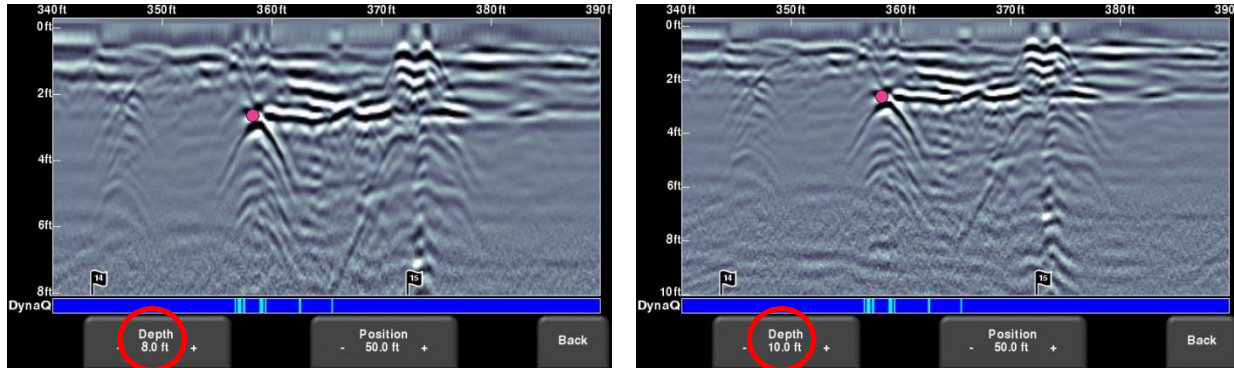 340ft 350ft 360ft 370ft 380ft 390ft
0ft
2ft
4ft
6ft
8ft
14
15
DynaQ
Depth
- 8.0 ft +
Position
- 50.0 ft +
Back
340ft 350ft 360ft 370ft 380ft 390
0ft
2ft
4ft
6ft
8ft
10ft
14
15
DynaQ
Depth
- 10.0 ft +
Position
- 50.0 ft +
Back